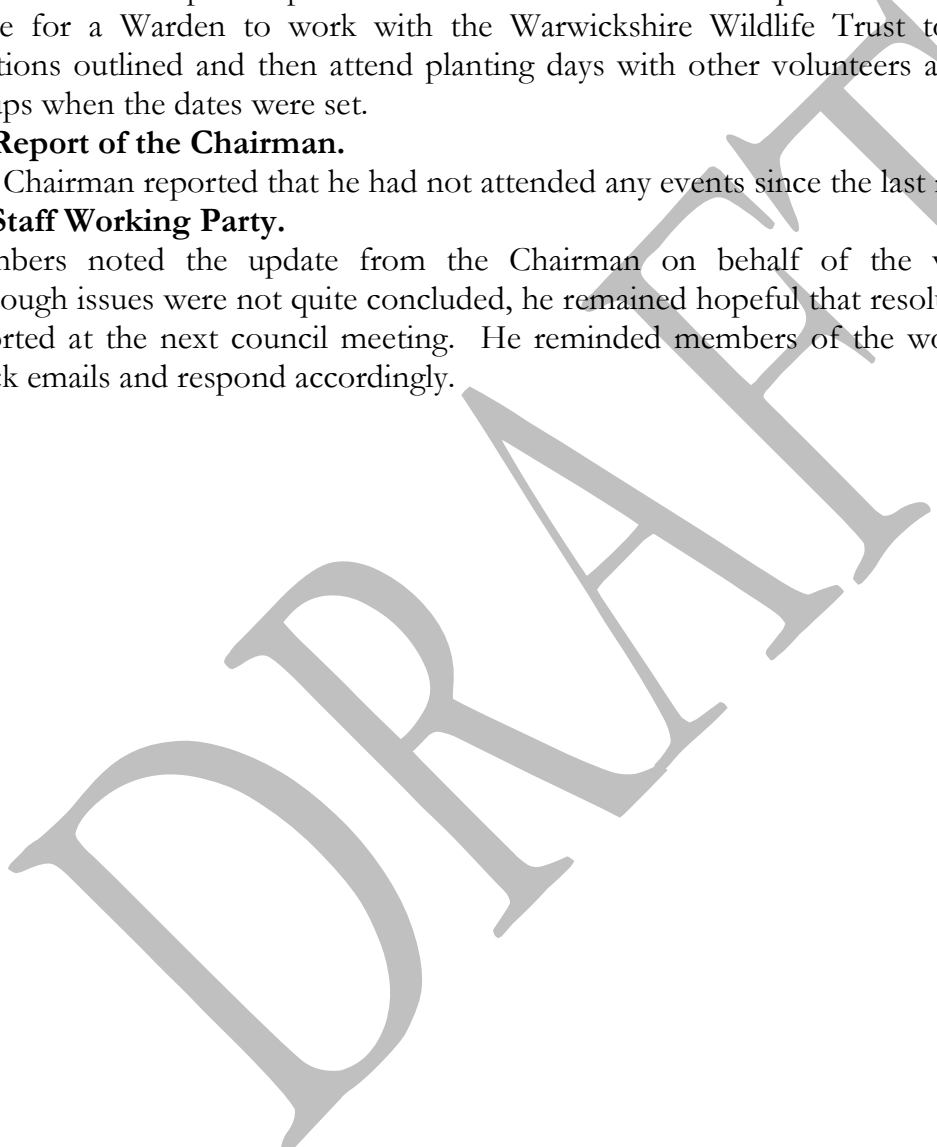 e for a Warden to work with the Warwickshire Wildlife Trust to
tions outlined and then attend planting days with other volunteers a
ups when the dates were set.
Report of the Chairman.
Chairman reported that he had not attended any events since the last
Staff Working Party.
nbers noted the update from the Chairman on behalf of the
ough issues were not quite concluded, he remained hopeful that resolu
orted at the next council meeting. He reminded members of the wo
ck emails and respond accordingly.
DRAFT